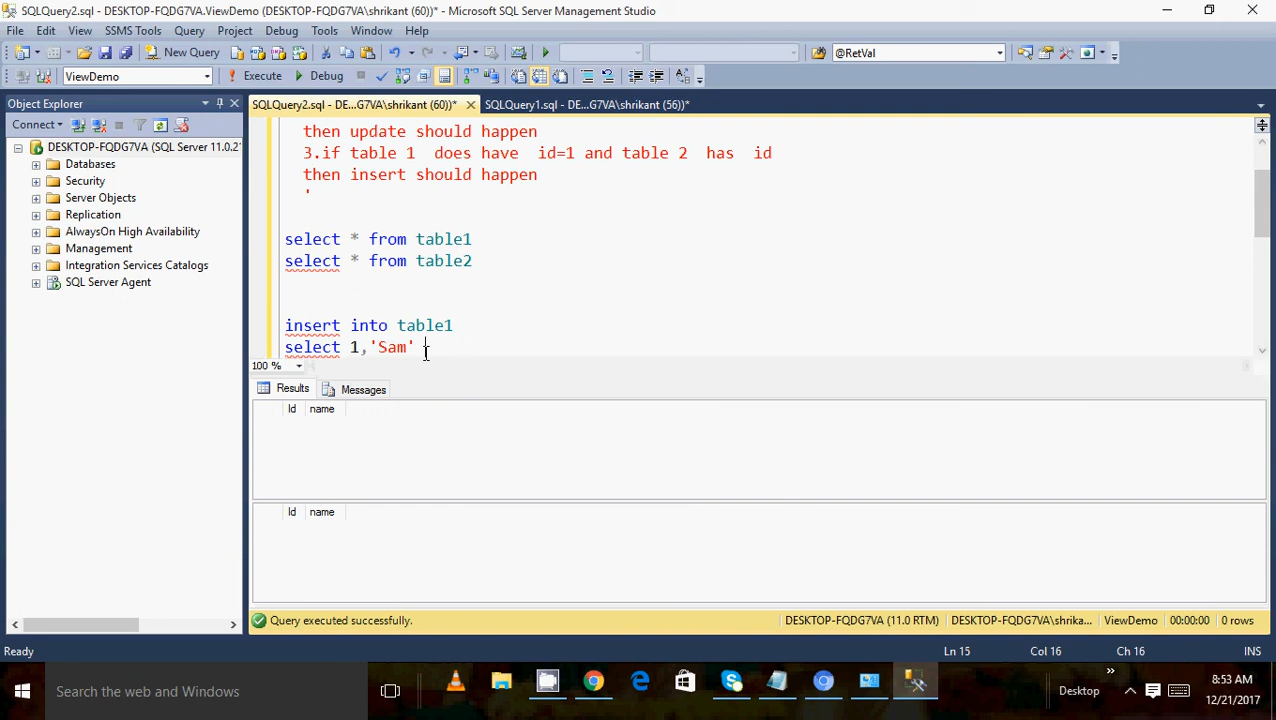 SQLQuery2.sql - DESKTOP-FQDG7VA.ViewDemo (DESKTOP-FQDG7VA\shrikant (60))* - Microsoft SQL Server Management Studio
File Edit View SSMS Tools Query Project Debug Tools Window Help
New Query @RetVal
ViewDemo Execute Debug
Object Explorer
SQLQuery2.sql - DE...G7VA\shrikant (60))* SQLQuery1.sql - DE...G7VA\shrikant (56))*
Connect
DESKTOP-FQDG7VA (SQL Server 11.0.2
Databases
Security
Server Objects
Replication
AlwaysOn High Availability
Management
Integration Services Catalogs
SQL Server Agent
then update should happen
3.if table 1 does have id=1 and table 2 has id
then insert should happen
'
select * from table1
select * from table2
insert into table1
select 1,'Sam'
100 %
Results Messages
Id name
Id name
Query executed successfully. DESKTOP-FQDG7VA (11.0 RTM) DESKTOP-FQDG7VA\shrika... ViewDemo 00:00:00 0 rows
Ready Ln 15 Col 16 Ch 16 INS
Search the web and Windows Desktop 8:53 AM
12/21/2017